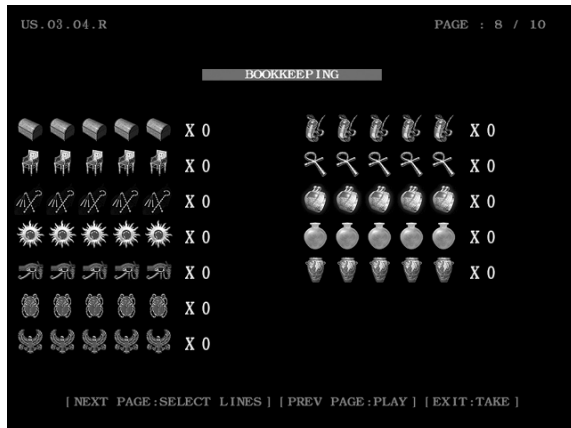 US.03.04.R PAGE : 8 / 10
BOOKKEEPING
X 0 X 0
X 0 X 0
X 0 X 0
X 0 X 0
X 0 X 0
X 0
X 0
[NEXT PAGE:SELECT LINES] [PREV PAGE:PLAY] [EXIT:TAKE]